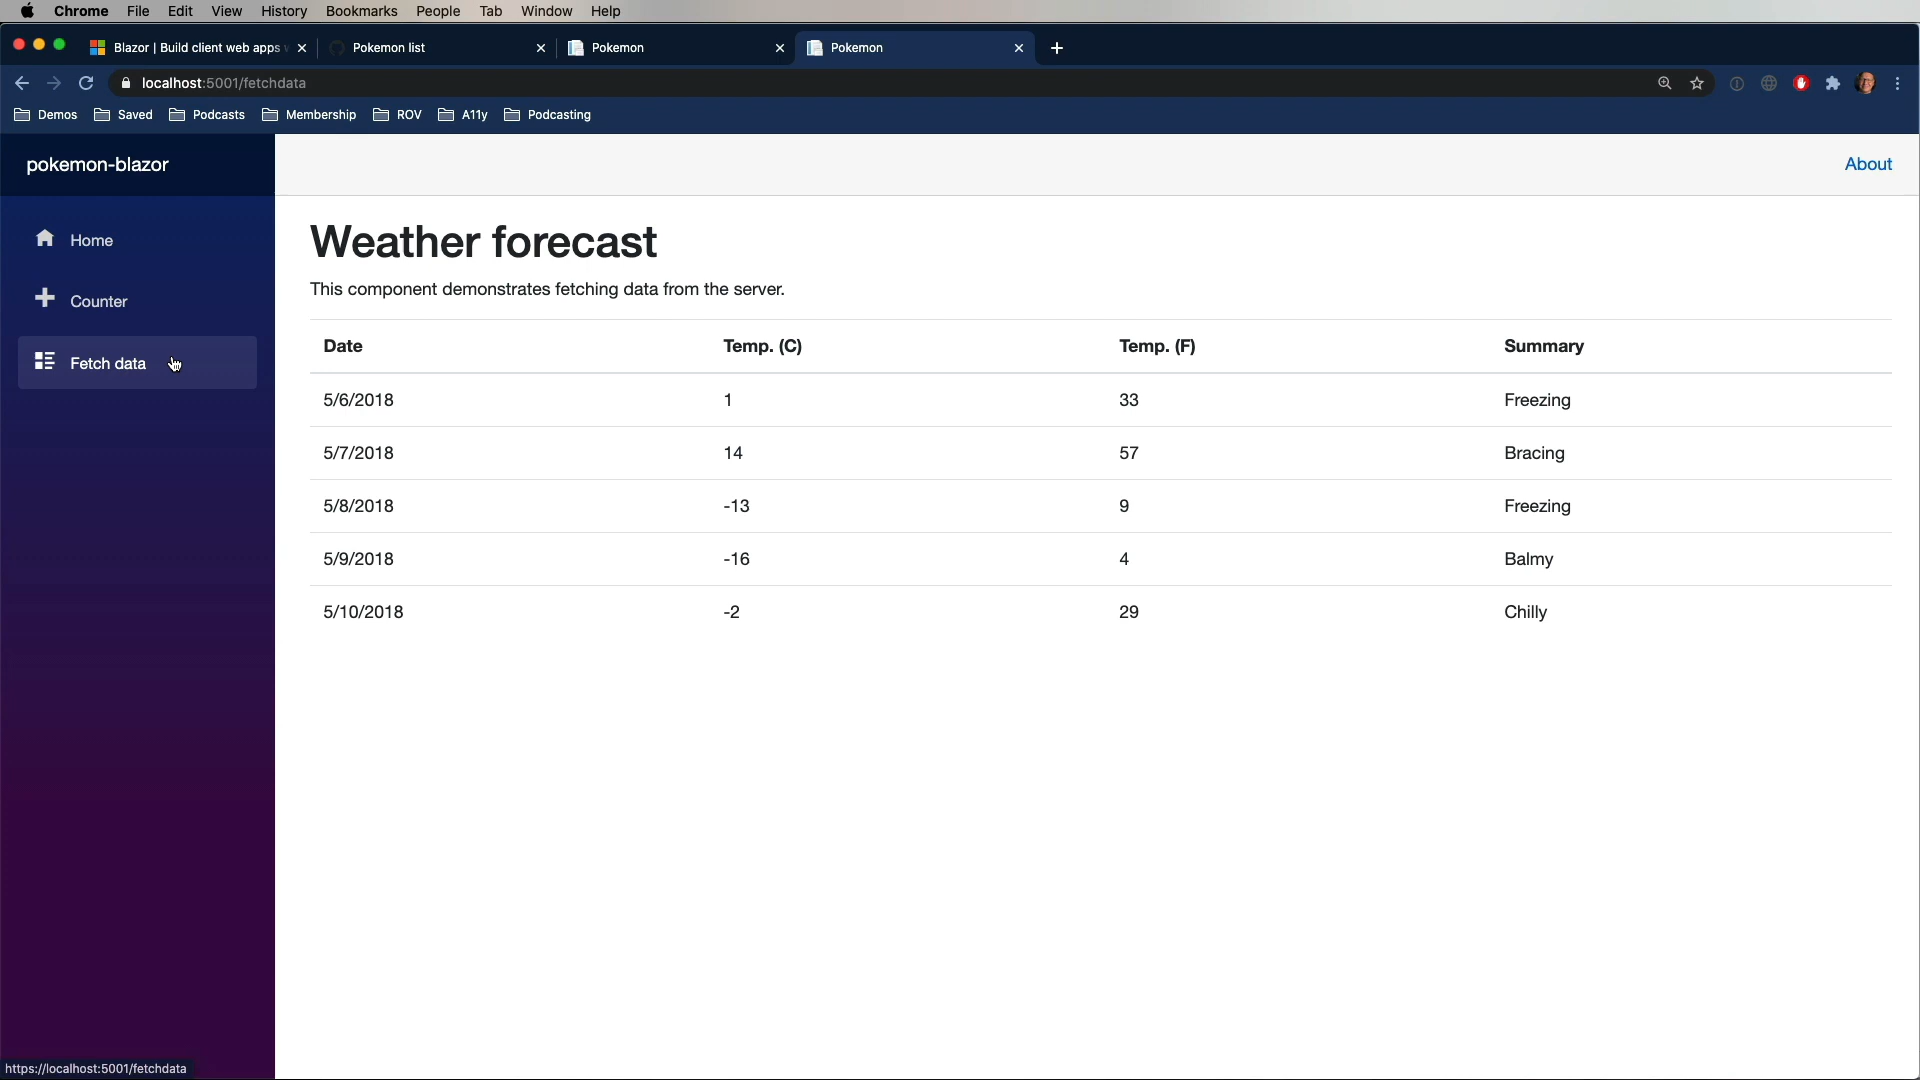 Chrome File Edit View History Bookmarks People Tab Window Help
Blazor | Build client web apps Pokemon list Pokemon Pokemon
localhost:5001/fetchdata
Demos Saved Podcasts Membership ROV A11y Podcasting
pokemon-blazor
About
Home
Counter
Fetch data
Weather forecast
This component demonstrates fetching data from the server.
Date Temp. (C) Temp. (F) Summary
5/6/2018 1 33 Freezing
5/7/2018 14 57 Bracing
5/8/2018 -13 9 Freezing
5/9/2018 -16 4 Balmy
5/10/2018 -2 29 Chilly
https://localhost:5001/fetchdata